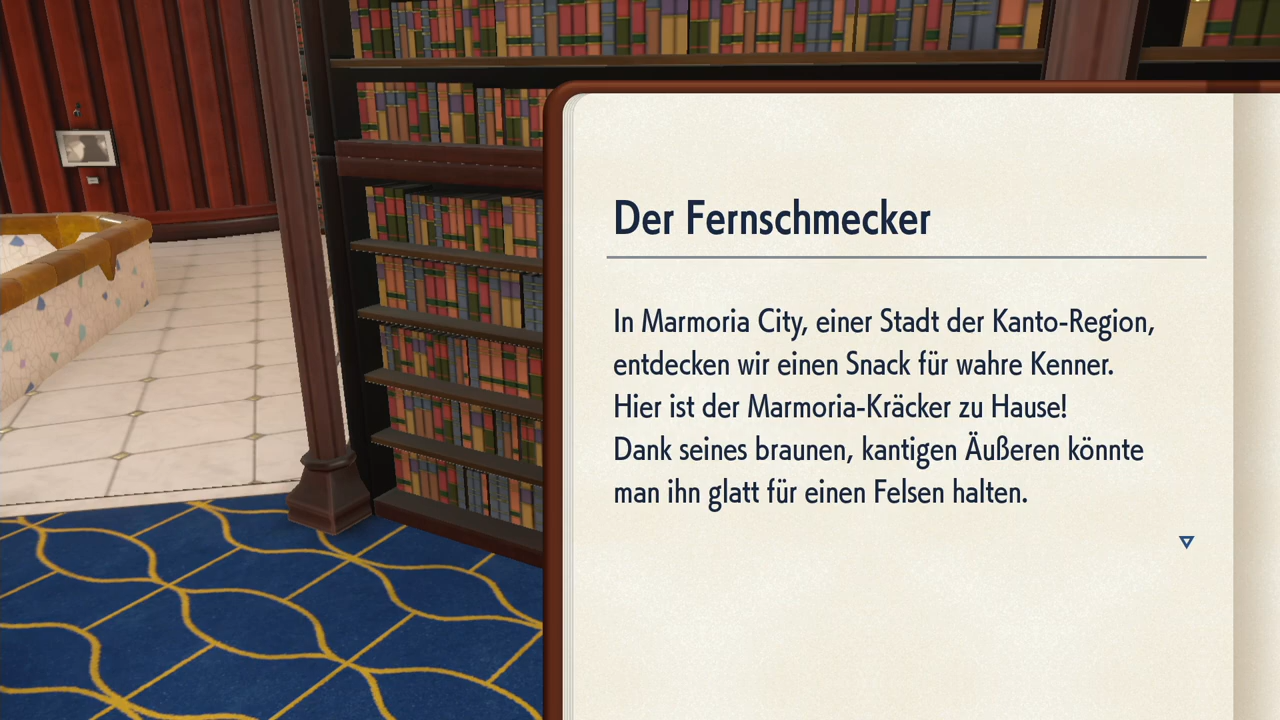 Der Fernschmecker
In Marmoria City, einer Stadt der Kanto-Region,
entdecken wir einen Snack für wahre Kenner.
Hier ist der Marmoria-Kräcker zu Hause!
Dank seines braunen, kantigen Äußeren könnte
man ihn glatt für einen Felsen halten.